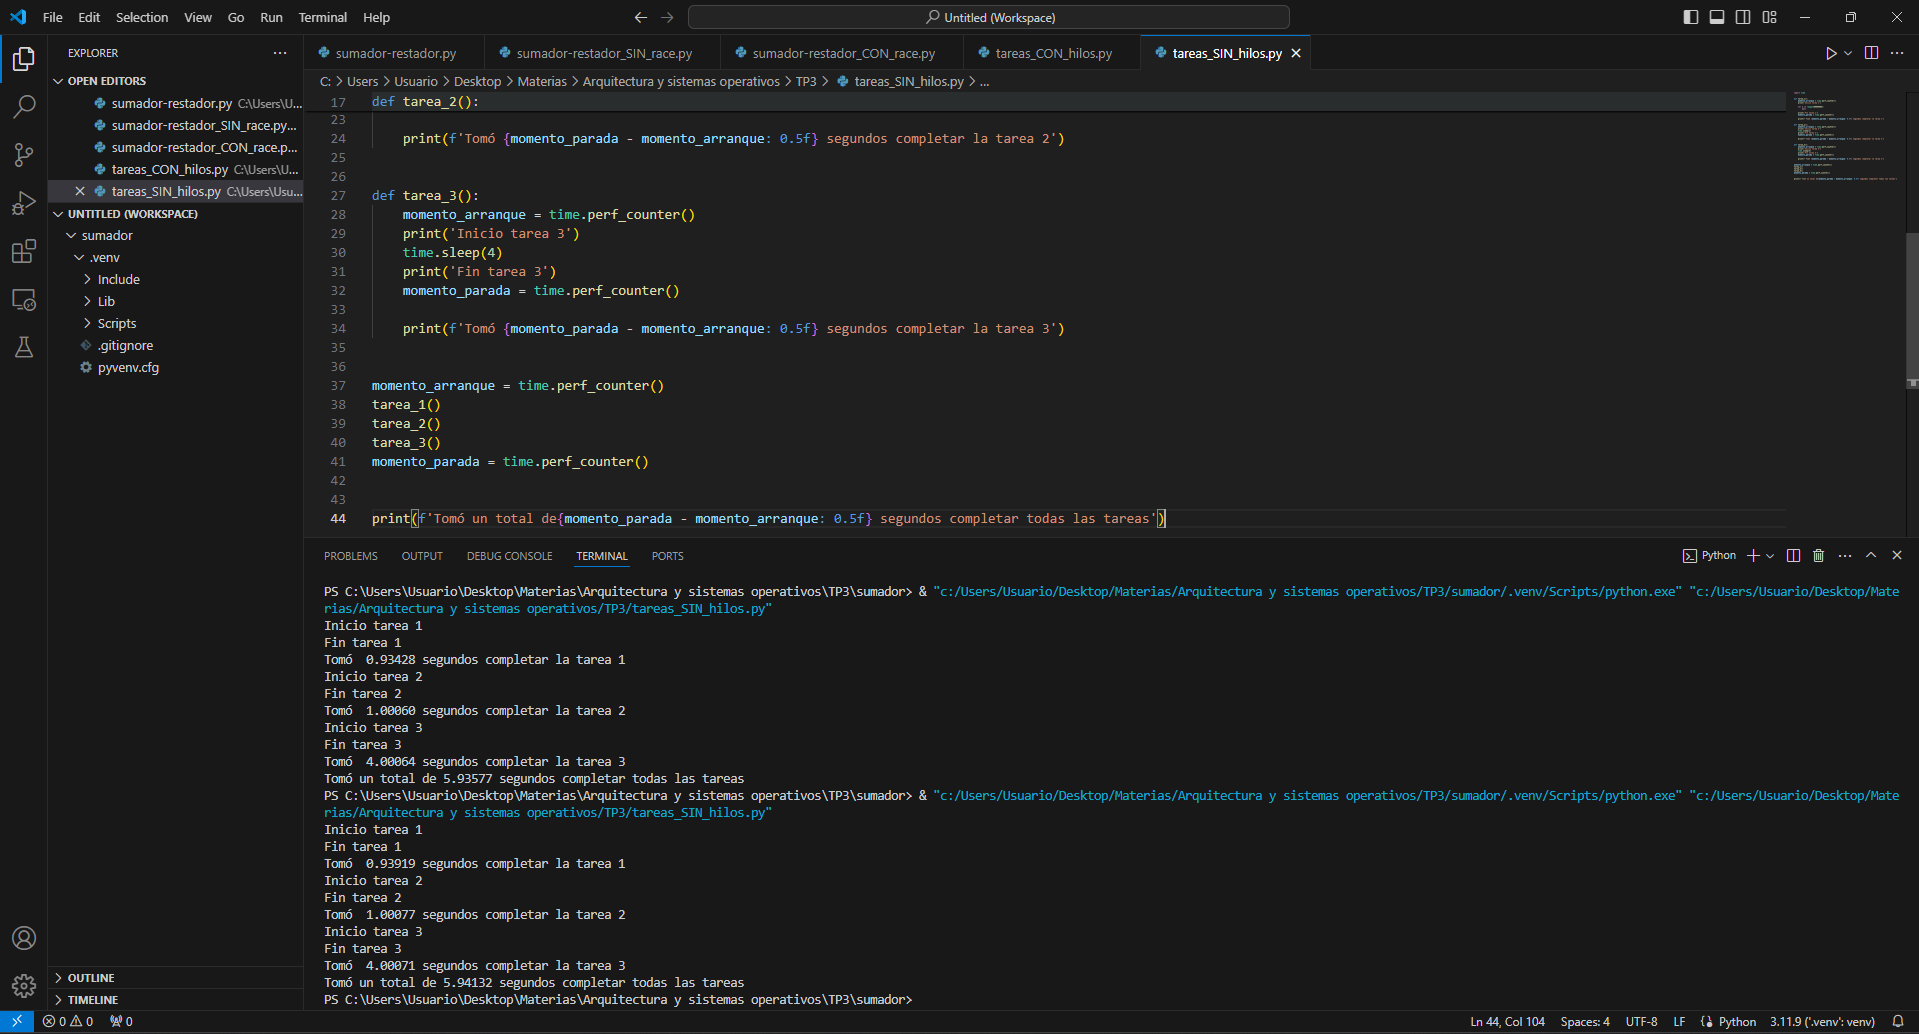 File Edit Selection View Go Run Terminal Help
Untitled (Workspace)
EXPLORER
OPEN EDITORS
sumador-restador.py C:\Users\U...
sumador-restador_SIN_race.py...
sumador-restador_CON_race.p...
tareas_CON_hilos.py C:\Users\U...
tareas_SIN_hilos.py C:\Users\Usu...
UNTITLED (WORKSPACE)
sumador
.venv
Include
Lib
Scripts
.gitignore
pyvenv.cfg
OUTLINE
TIMELINE
sumador-restador.py sumador-restador_SIN_race.py sumador-restador_CON_race.py tareas_CON_hilos.py tareas_SIN_hilos.py
C: > Users > Usuario > Desktop > Materias > Arquitectura y sistemas operativos > TP3 > tareas_SIN_hilos.py > ...
17 def tarea_2():
23
24 print(f'Tomó {momento_parada - momento_arranque: 0.5f} segundos completar la tarea 2')
25
26
27 def tarea_3():
28 momento_arranque = time.perf_counter()
29 print('Inicio tarea 3')
30 time.sleep(4)
31 print('Fin tarea 3')
32 momento_parada = time.perf_counter()
33
34 print(f'Tomó {momento_parada - momento_arranque: 0.5f} segundos completar la tarea 3')
35
36
37 momento_arranque = time.perf_counter()
38 tarea_1()
39 tarea_2()
40 tarea_3()
41 momento_parada = time.perf_counter()
42
43
44 print(f'Tomó un total de{momento_parada - momento_arranque: 0.5f} segundos completar todas las tareas')
PROBLEMS OUTPUT DEBUG CONSOLE TERMINAL PORTS
Python
PS C:\Users\Usuario\Desktop\Materias\Arquitectura y sistemas operativos\TP3\sumador> & "c:/Users/Usuario/Desktop/Materias/Arquitectura y sistemas operativos/TP3/sumador/.venv/Scripts/python.exe" "c:/Users/Usuario/Desktop/Mate
rias/Arquitectura y sistemas operativos/TP3/tareas_SIN_hilos.py"
Inicio tarea 1
Fin tarea 1
Tomó  0.93428 segundos completar la tarea 1
Inicio tarea 2
Fin tarea 2
Tomó  1.00060 segundos completar la tarea 2
Inicio tarea 3
Fin tarea 3
Tomó  4.00064 segundos completar la tarea 3
Tomó un total de 5.93577 segundos completar todas las tareas
PS C:\Users\Usuario\Desktop\Materias\Arquitectura y sistemas operativos\TP3\sumador> & "c:/Users/Usuario/Desktop/Materias/Arquitectura y sistemas operativos/TP3/sumador/.venv/Scripts/python.exe" "c:/Users/Usuario/Desktop/Mate
rias/Arquitectura y sistemas operativos/TP3/tareas_SIN_hilos.py"
Inicio tarea 1
Fin tarea 1
Tomó  0.93919 segundos completar la tarea 1
Inicio tarea 2
Fin tarea 2
Tomó  1.00077 segundos completar la tarea 2
Inicio tarea 3
Fin tarea 3
Tomó  4.00071 segundos completar la tarea 3
Tomó un total de 5.94132 segundos completar todas las tareas
PS C:\Users\Usuario\Desktop\Materias\Arquitectura y sistemas operativos\TP3\sumador>
0 0 0 Ln 44, Col 104 Spaces: 4 UTF-8 LF Python 3.11.9 ('.venv': venv)